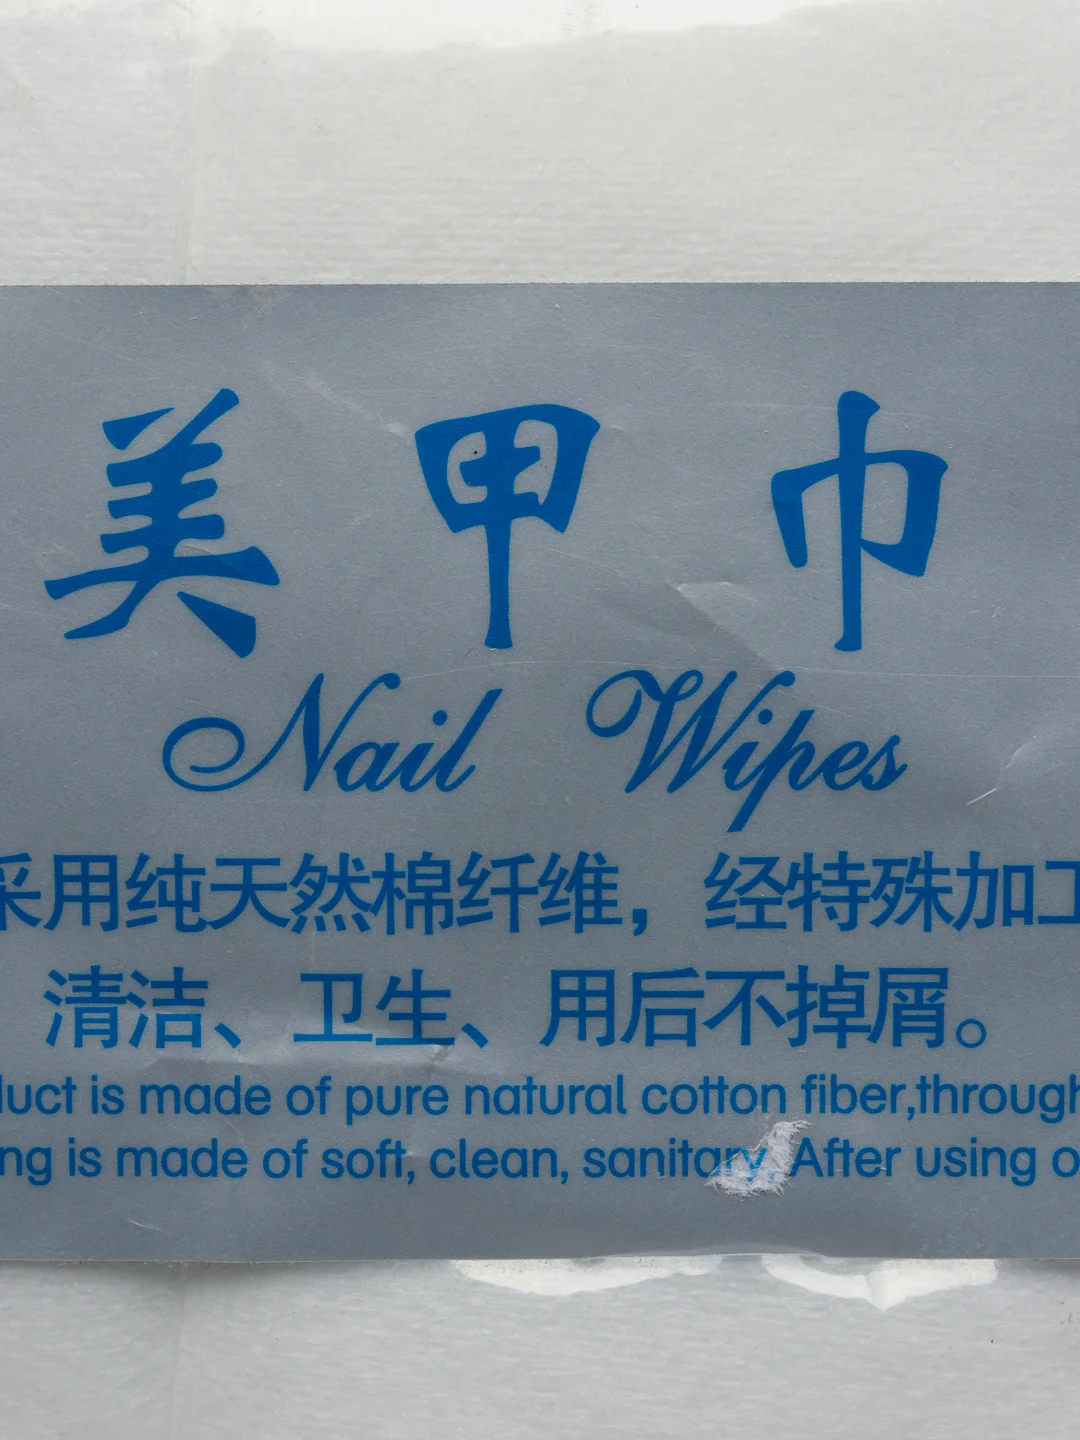 美甲巾
Nail Wipes
采用纯天然棉纤维，经特殊加工
清洁、卫生、用后不掉屑。
is made of pure natural cotton fiber,through
is made of soft, clean, sanitary. After using